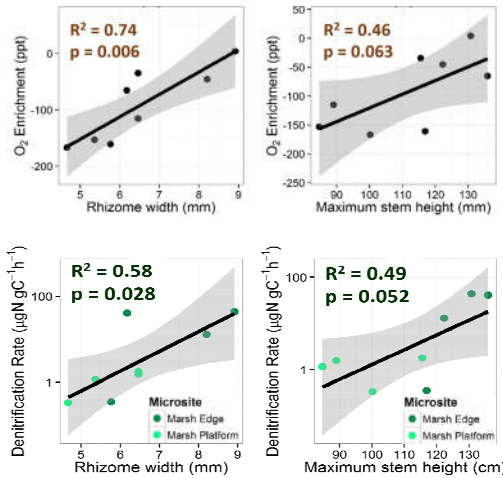 R² = 0.74
p = 0.006
O₂ Enrichment (ppt)
0
-100
-200
5
6
7
8
9
Rhizome width (mm)
R² = 0.46
p = 0.063
O₂ Enrichment (ppt)
50
0
-50
-100
-150
-200
-250
90
100
110
120
130
Maximum stem height (mm)
R² = 0.58
p = 0.028
Denitrification Rate (μgN gC⁻¹h⁻¹)
100
1
Microsite
Marsh Edge
Marsh Platform
5
6
7
8
9
Rhizome width (mm)
R² = 0.49
p = 0.052
Denitrification Rate (μgN gC⁻¹h⁻¹)
100
1
Microsite
Marsh Edge
Marsh Platform
90
100
110
120
130
Maximum stem height (cm)